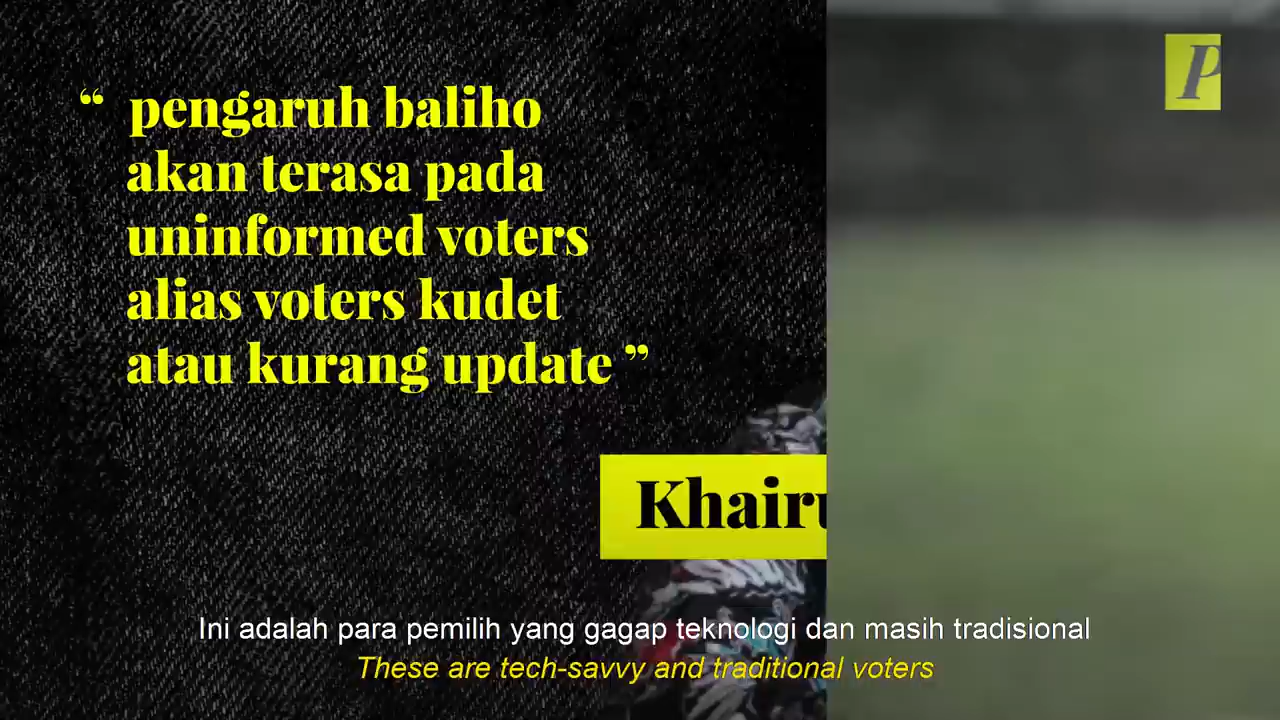 P
“ pengaruh baliho
akan terasa pada
uninformed voters
alias voters kudet
atau kurang update ”
Ini adalah para pemilih yang gagap teknologi dan masih tradisional
These are tech-savvy and traditional voters